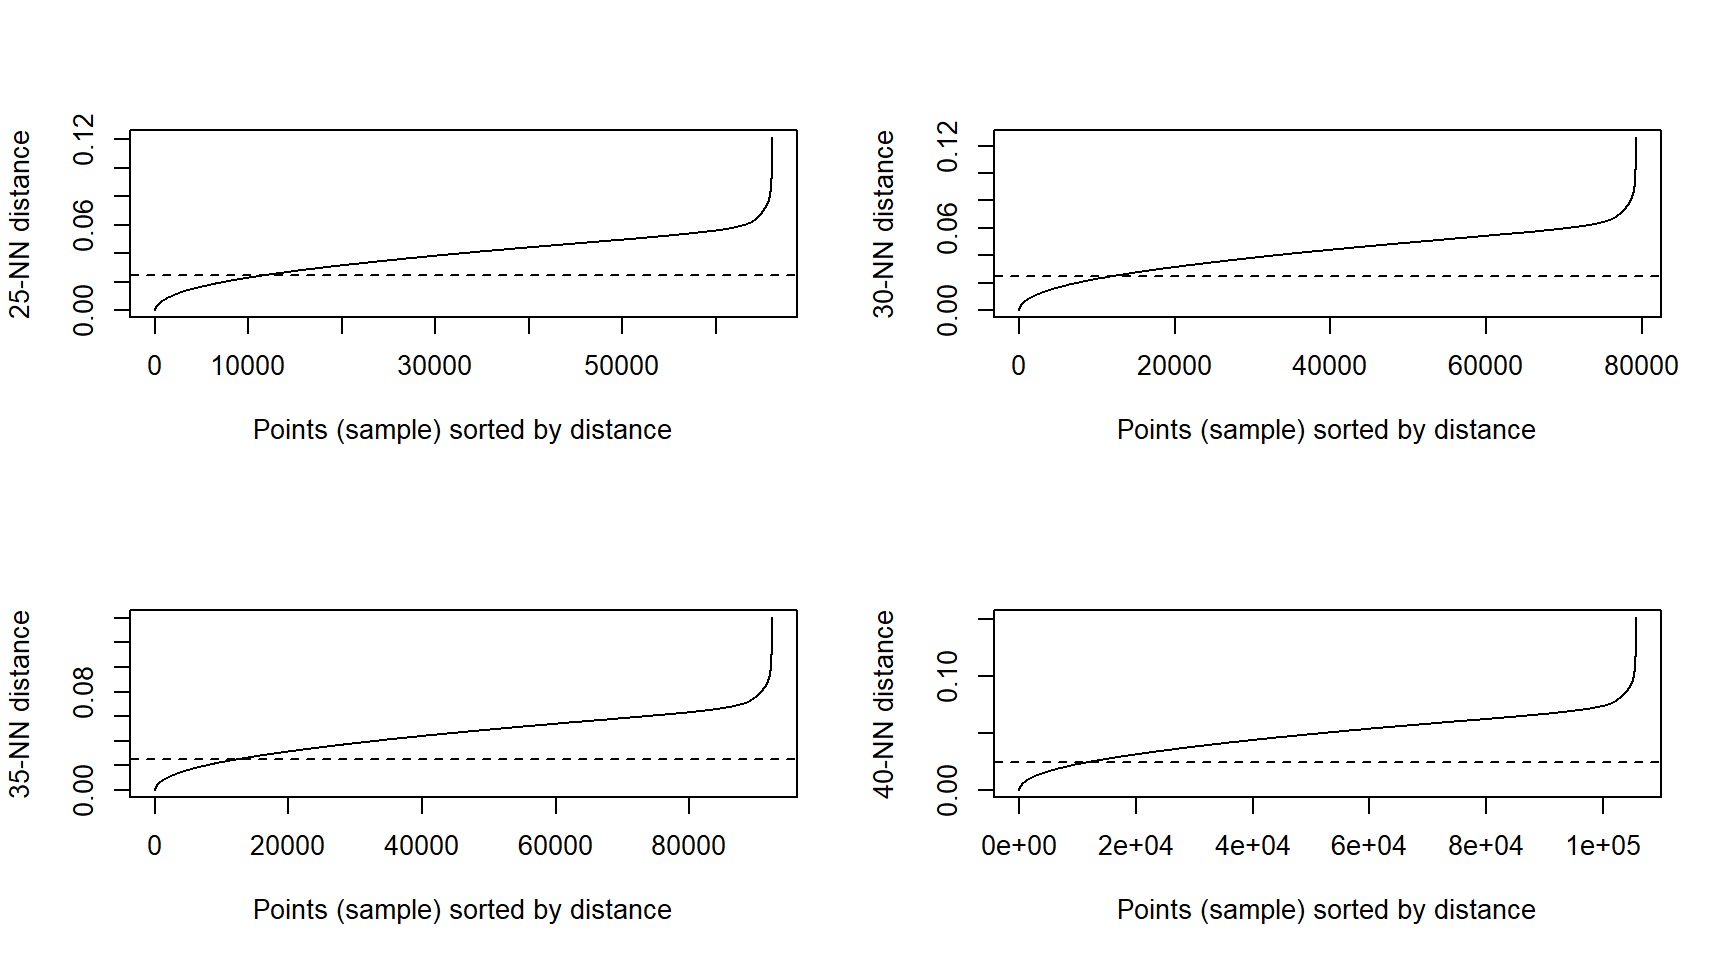 25-NN distance
0.00 0.06 0.12
0 10000 30000 50000
Points (sample) sorted by distance
30-NN distance
0.00 0.06 0.12
0 20000 40000 60000 80000
Points (sample) sorted by distance
35-NN distance
0.00 0.08
0 20000 40000 60000 80000
Points (sample) sorted by distance
40-NN distance
0.00 0.10
0e+00 2e+04 4e+04 6e+04 8e+04 1e+05
Points (sample) sorted by distance